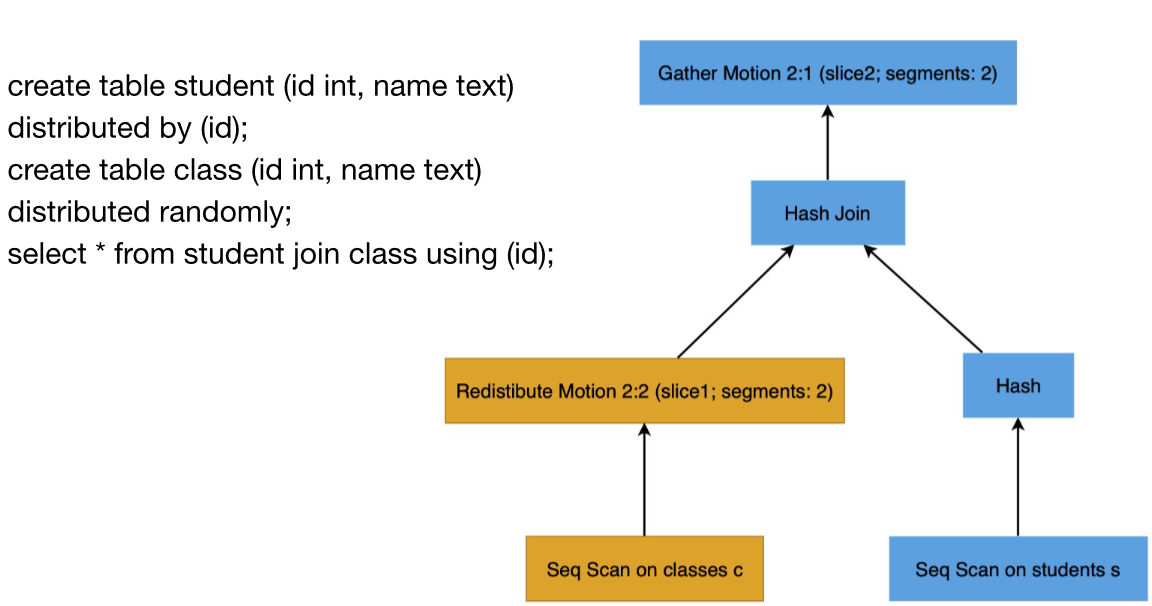 create table student (id int, name text)
distributed by (id);
create table class (id int, name text)
distributed randomly;
select * from student join class using (id);
Gather Motion 2:1 (slice2; segments: 2)
Hash Join
Redistibute Motion 2:2 (slice1; segments: 2)
Hash
Seq Scan on classes c
Seq Scan on students s